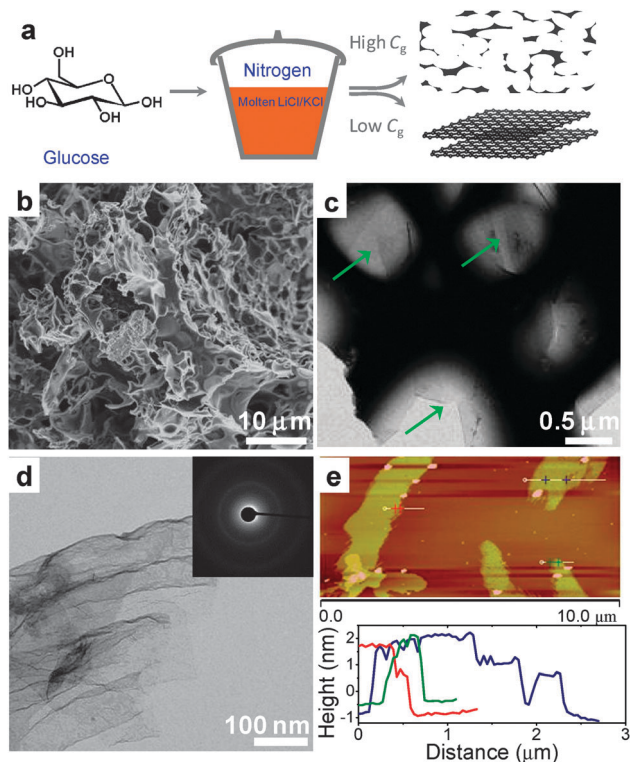 a
OH
OH
O
HO
OH
OH
Glucose
Nitrogen
Molten LiCl/KCl
High Cg
Low Cg
b
10 μm
c
0.5 μm
d
100 nm
e
0.0
10.0 μm
Height (nm)
2
1
0
-1
0
1
2
3
Distance (μm)